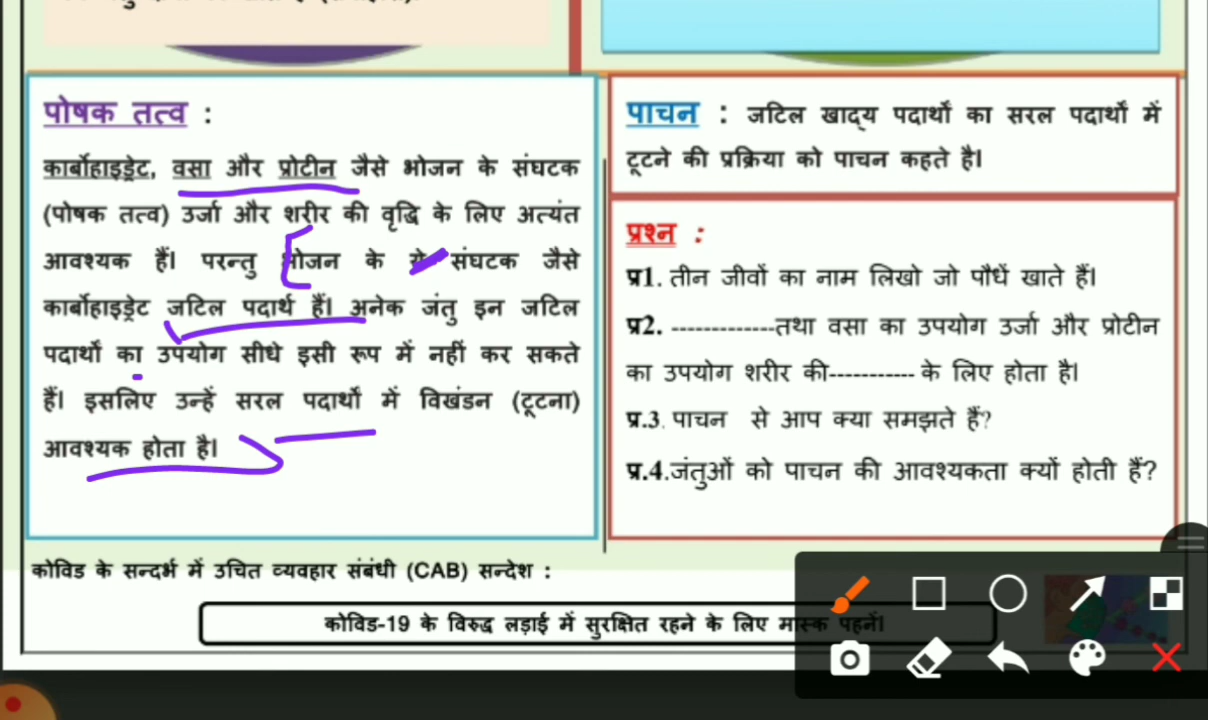 पोषक तत्व :
कार्बोहाइड्रेट, वसा और प्रोटीन जैसे भोजन के संघटक
(पोषक तत्व) उर्जा और शरीर की वृद्धि के लिए अत्यंत
आवश्यक हैं। परन्तु भोजन के ये संघटक जैसे
कार्बोहाइड्रेट जटिल पदार्थ हैं। अनेक जंतु इन जटिल
पदार्थों का उपयोग सीधे इसी रूप में नहीं कर सकते
हैं। इसलिए उन्हें सरल पदार्थों में विखंडन (टूटना)
आवश्यक होता है।
पाचन : जटिल खाद्य पदार्थों का सरल पदार्थों में
टूटने की प्रक्रिया को पाचन कहते है।
प्रश्न :
प्र1. तीन जीवों का नाम लिखो जो पौधें खाते हैं।
प्र2. -------------तथा वसा का उपयोग उर्जा और प्रोटीन
का उपयोग शरीर की----------- के लिए होता है।
प्र.3. पाचन से आप क्या समझते हैं?
प्र.4.जंतुओं को पाचन की आवश्यकता क्यों होती हैं?
कोविड के सन्दर्भ में उचित व्यवहार संबंधी (CAB) सन्देश :
कोविड-19 के विरुद्ध लड़ाई में सुरक्षित रहने के लिए मास्क पहनें।